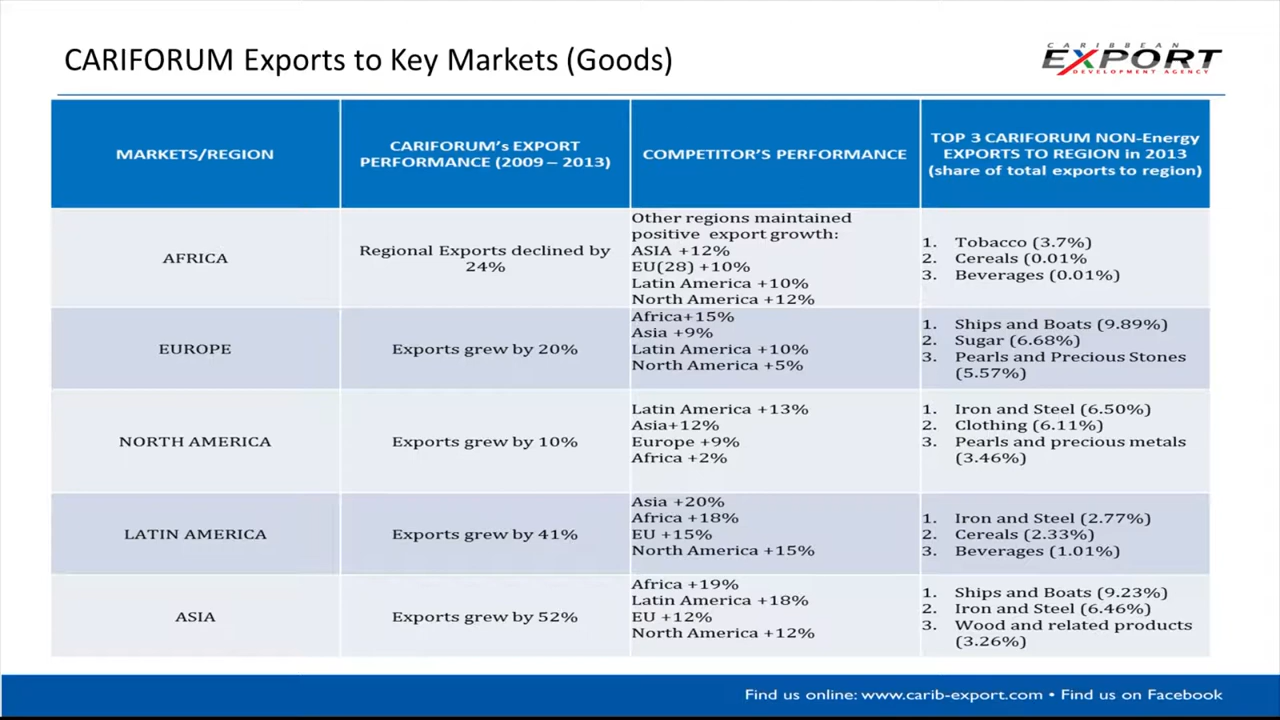 CARIFORUM Exports to Key Markets (Goods)
CARIBBEAN
EXPORT
DEVELOPMENT AGENCY
MARKETS/REGION
CARIFORUM's EXPORT
PERFORMANCE (2009 – 2013)
COMPETITOR'S PERFORMANCE
TOP 3 CARIFORUM NON-Energy
EXPORTS TO REGION in 2013
(share of total exports to region)
AFRICA
Regional Exports declined by
24%
Other regions maintained
positive export growth:
ASIA +12%
EU(28) +10%
Latin America +10%
North America +12%
1. Tobacco (3.7%)
2. Cereals (0.01%
3. Beverages (0.01%)
EUROPE
Exports grew by 20%
Africa+15%
Asia +9%
Latin America +10%
North America +5%
1. Ships and Boats (9.89%)
2. Sugar (6.68%)
3. Pearls and Precious Stones
(5.57%)
NORTH AMERICA
Exports grew by 10%
Latin America +13%
Asia+12%
Europe +9%
Africa +2%
1. Iron and Steel (6.50%)
2. Clothing (6.11%)
3. Pearls and precious metals
(3.46%)
LATIN AMERICA
Exports grew by 41%
Asia +20%
Africa +18%
EU +15%
North America +15%
1. Iron and Steel (2.77%)
2. Cereals (2.33%)
3. Beverages (1.01%)
ASIA
Exports grew by 52%
Africa +19%
Latin America +18%
EU +12%
North America +12%
1. Ships and Boats (9.23%)
2. Iron and Steel (6.46%)
3. Wood and related products
(3.26%)
Find us online: www.carib-export.com • Find us on Facebook